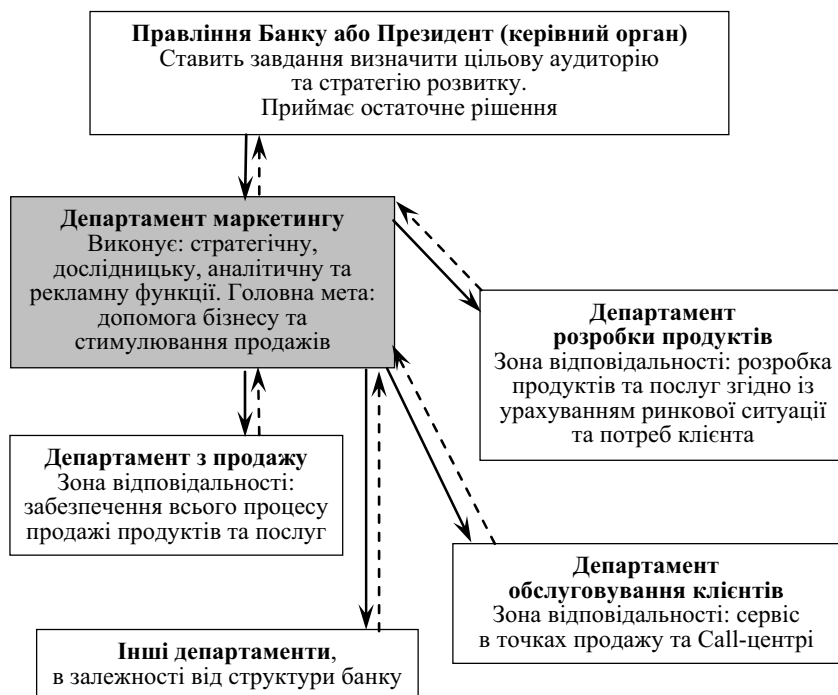 Правління Банку або Президент (керівний орган)
Ставить завдання визначити цільову аудиторію
та стратегію розвитку.
Приймає остаточне рішення
Департамент маркетингу
Виконує: стратегічну,
дослідницьку, аналітичну та
рекламну функції. Головна мета:
допомога бізнесу та
стимулювання продажів
Департамент
розробки продуктів
Зона відповідальності: розробка
продуктів та послуг згідно із
урахуванням ринкової ситуації
та потреб клієнта
Департамент з продажу
Зона відповідальності:
забезпечення всього процесу
продажі продуктів та послуг
Департамент
обслуговування клієнтів
Зона відповідальності: сервіс
в точках продажу та Call-центрі
Інші департаменти,
в залежності від структури банку